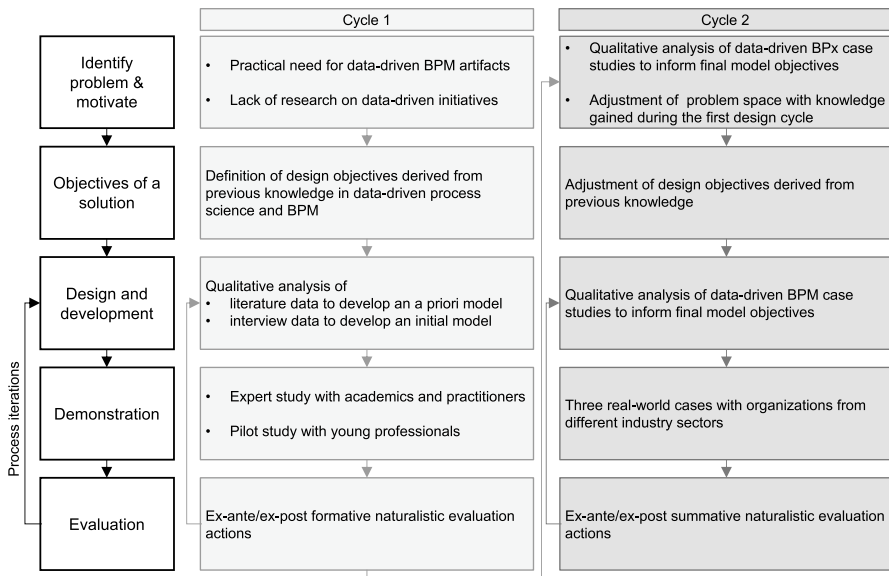 Cycle 1
Cycle 2
Identify
problem &
motivate
• Practical need for data-driven BPM artifacts
• Lack of research on data-driven initiatives
• Qualitative analysis of data-driven BPx case
studies to inform final model objectives
• Adjustment of problem space with knowledge
gained during the first design cycle
Objectives of a
solution
Definition of design objectives derived from
previous knowledge in data-driven process
science and BPM
Adjustment of design objectives derived from
previous knowledge
Design and
development
Qualitative analysis of
• literature data to develop an a priori model
• interview data to develop an initial model
Qualitative analysis of data-driven BPM case
studies to inform final model objectives
Process iterations
Demonstration
• Expert study with academics and practitioners
• Pilot study with young professionals
Three real-world cases with organizations from
different industry sectors
Evaluation
Ex-ante/ex-post formative naturalistic evaluation
actions
Ex-ante/ex-post summative naturalistic evaluation
actions